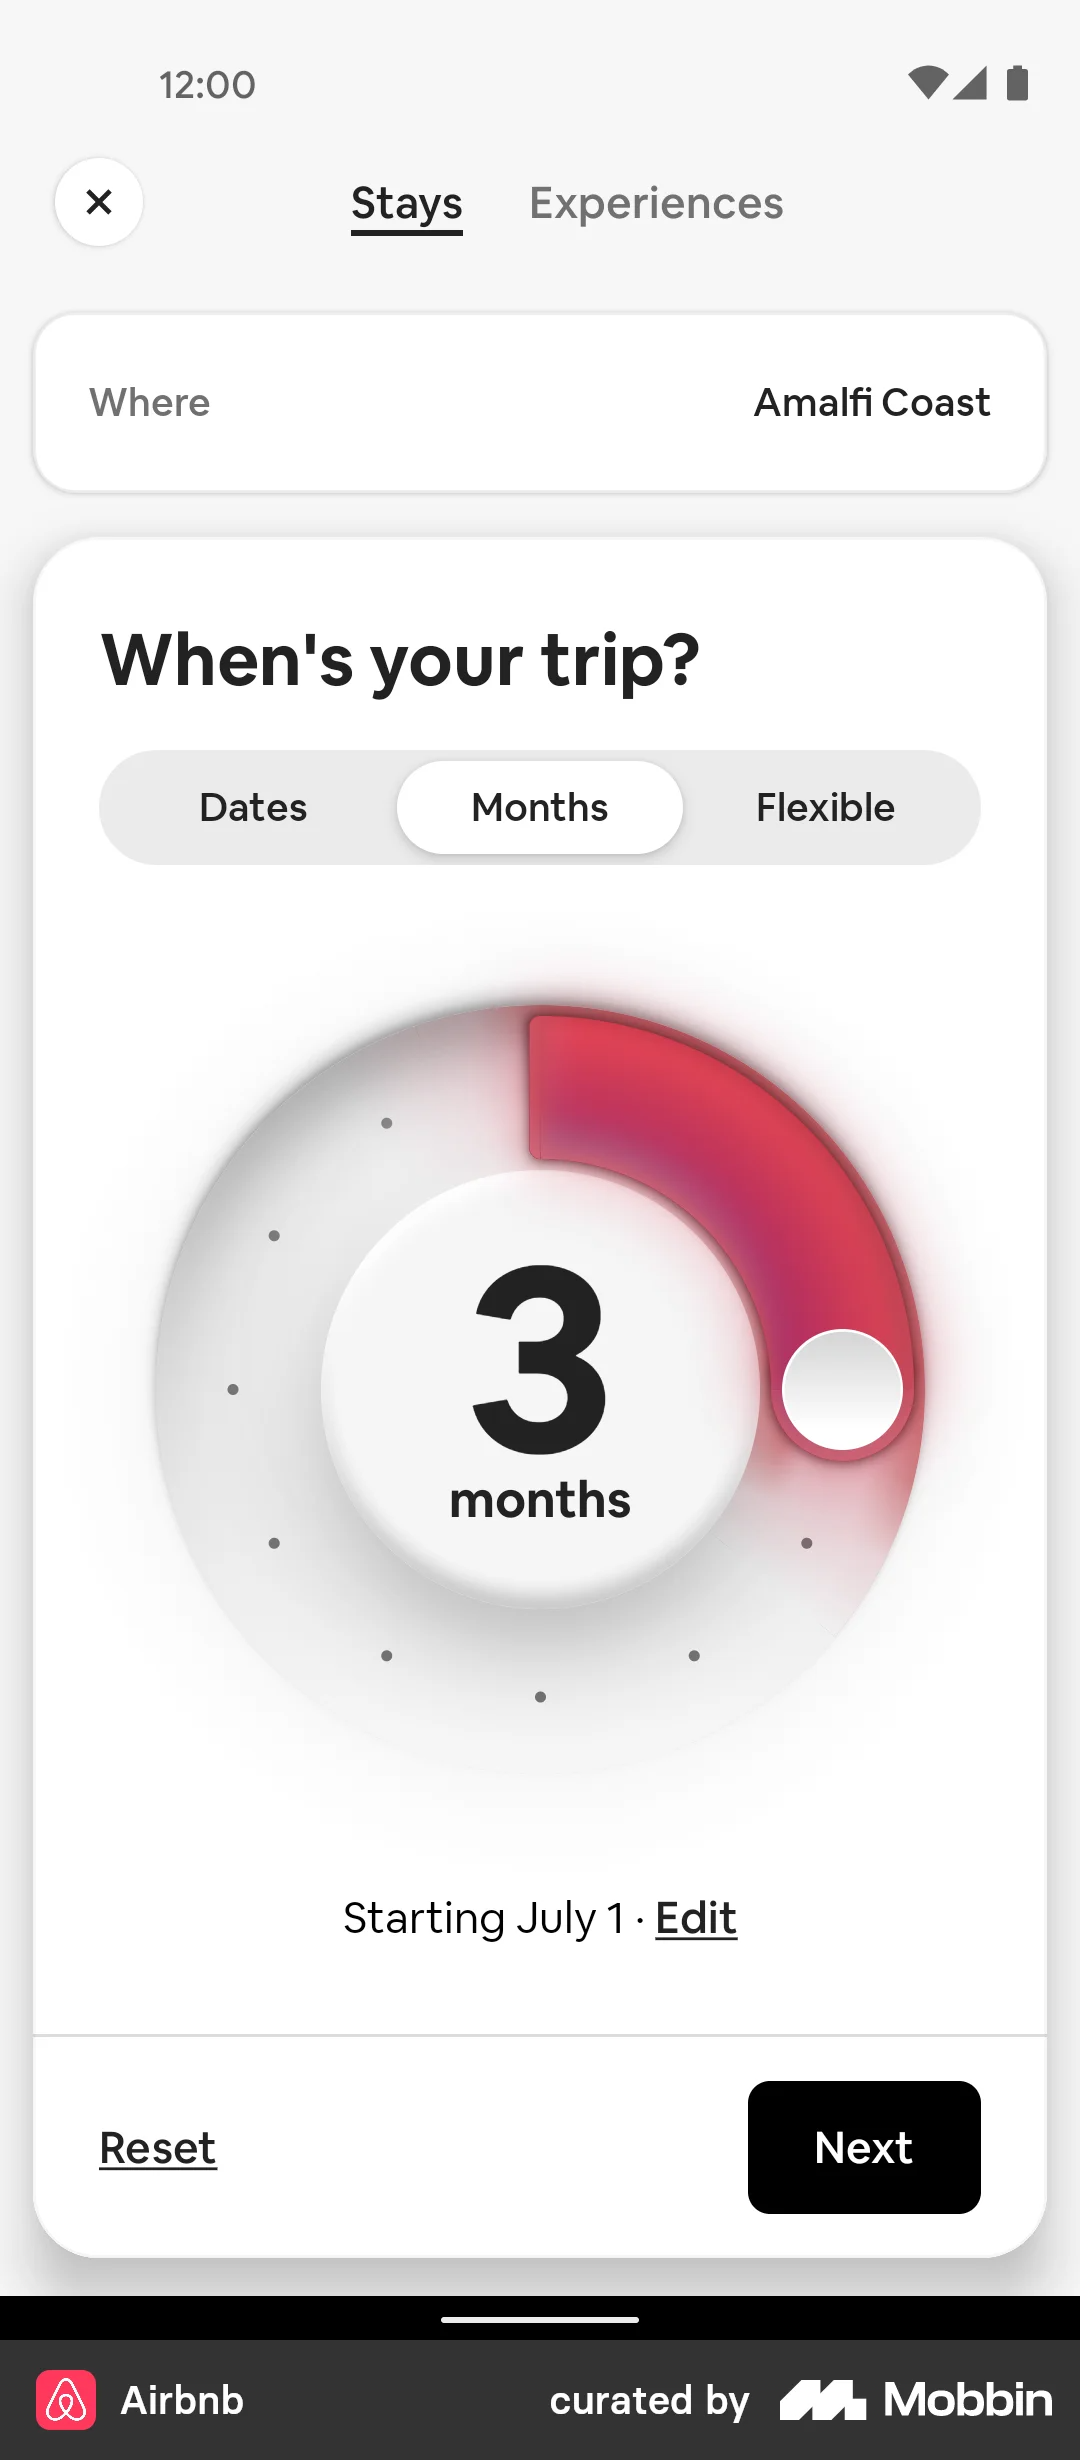 12:00
Stays Experiences
Where Amalfi Coast
When's your trip?
Dates Months Flexible
3
months
Starting July 1 · Edit
Reset Next
Airbnb curated by Mobbin